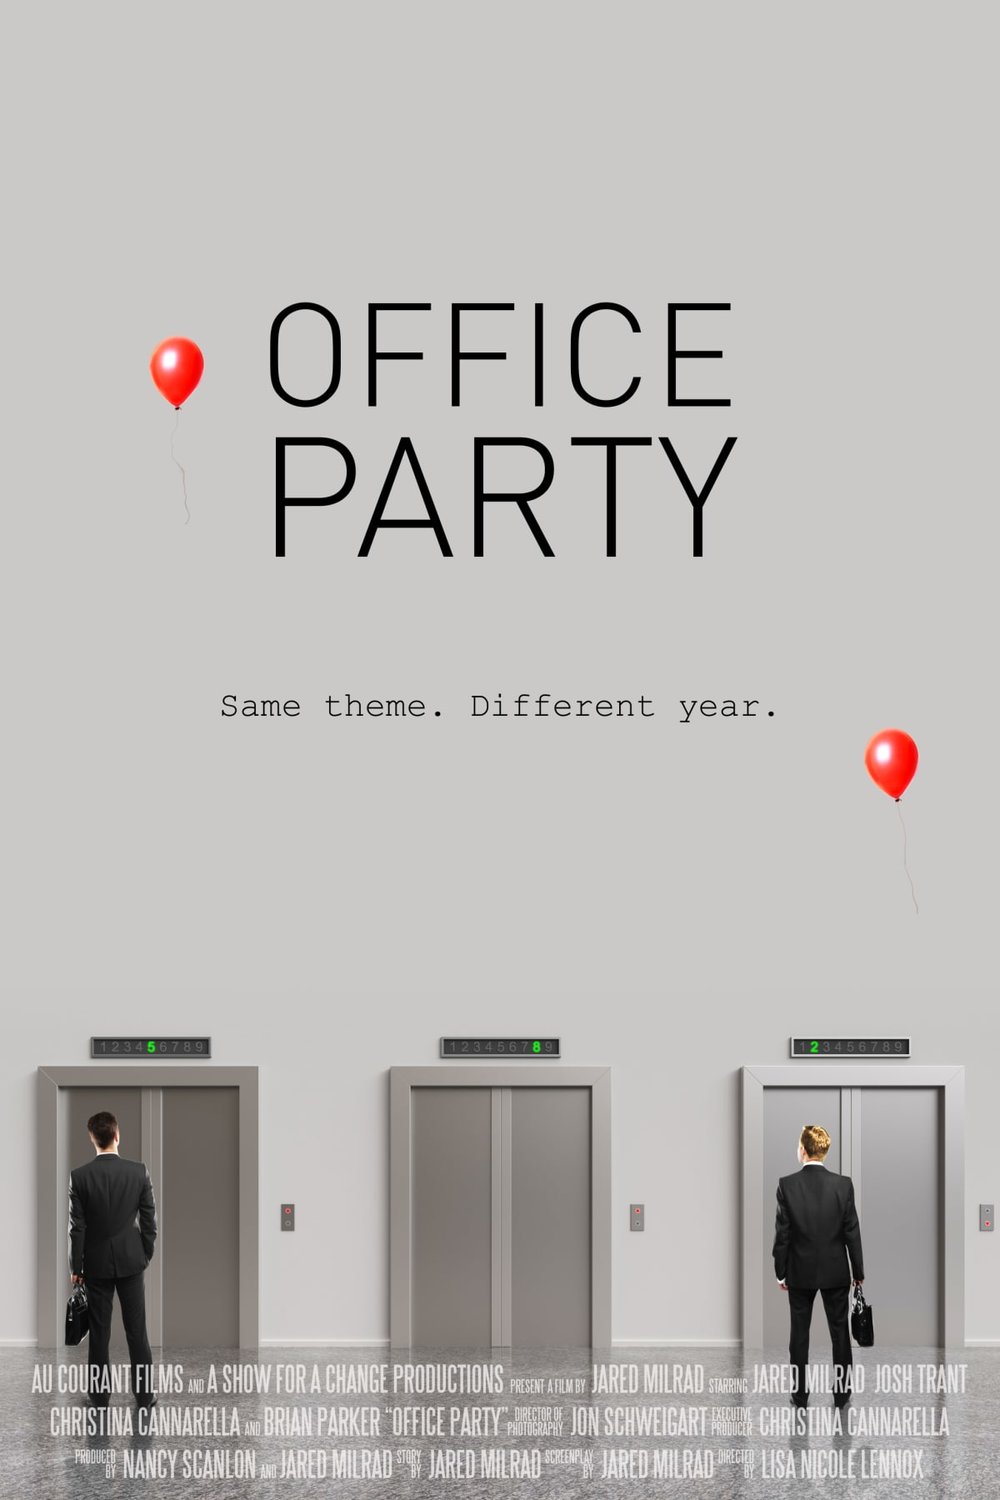 OFFICE
PARTY
Same theme. Different year.
123456789 123456789 123456789
AU COURANT FILMS AND A SHOW FOR A CHANGE PRODUCTIONS PRESENT A FILM BY JARED MILRAD STARRING JARED MILRAD JOSH TRANT
CHRISTINA CANNARELLA AND BRIAN PARKER “OFFICE PARTY” DIRECTOR OF PHOTOGRAPHY JON SCHWEIGART EXECUTIVE PRODUCER CHRISTINA CANNARELLA
PRODUCED BY NANCY SCANLON AND JARED MILRAD STORY BY JARED MILRAD SCREENPLAY BY JARED MILRAD DIRECTED BY LISA NICOLE LENNOX